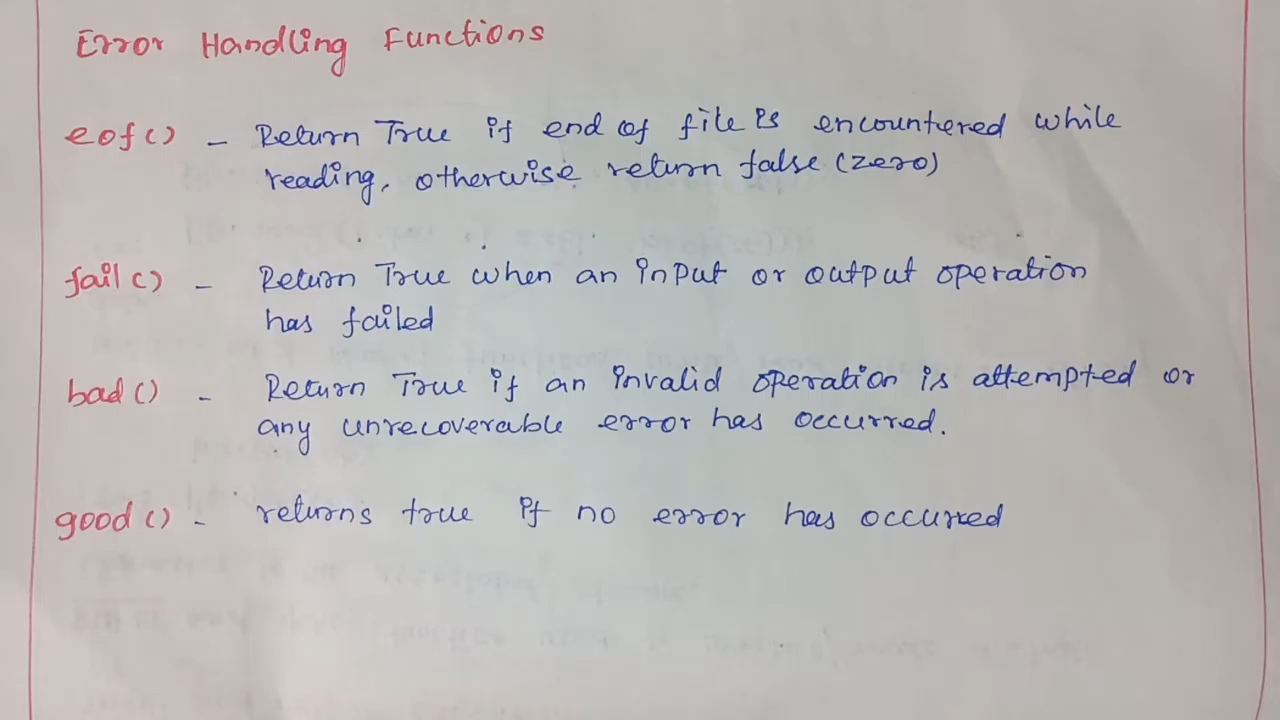 Error Handling Functions
eof() - Return True if end of file is encountered while
reading, otherwise return false (zero)
fail() - Return True when an input or output operation
has failed
bad() - Return True if an invalid operation is attempted or
any unrecoverable error has occurred.
good() - returns true if no error has occurred